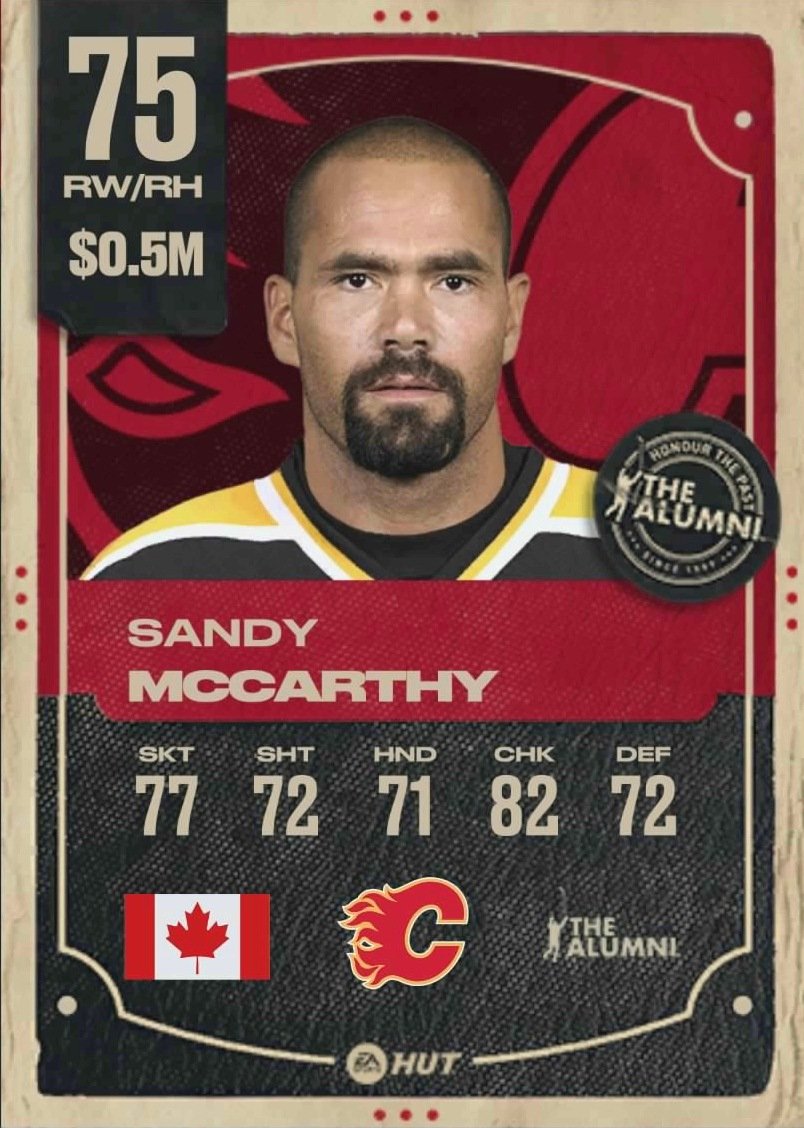 75
RW/RH
$0.5M
HONOUR THE PAST
THE
ALUMNI
SANDY
MCCARTHY
SKT SHT HND CHK DEF
77 72 71 82 72
THE
ALUMNI
EA
HUT